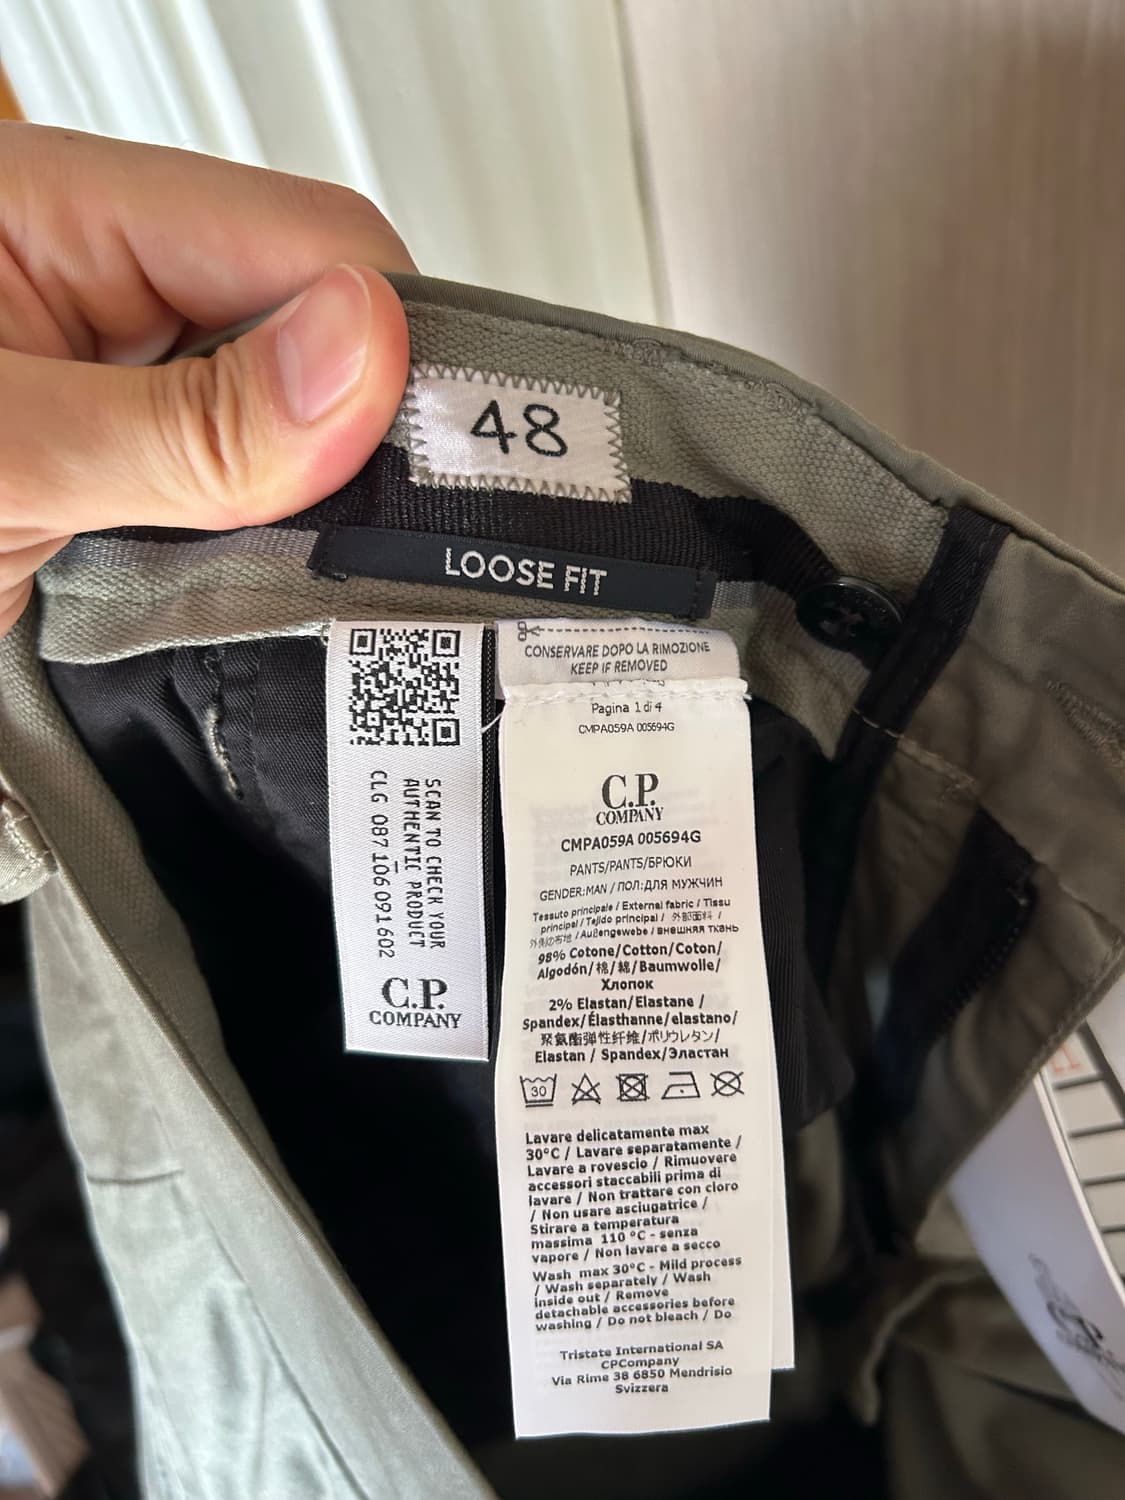 48
LOOSE FIT
SCAN TO CHECK YOUR
AUTHENTIC PRODUCT
CLG 087106091602
C.P.
COMPANY
CONSERVARE DOPO LA RIMOZIONE
KEEP IF REMOVED
Pagina 1 di 4
CMPA059A 005694G
C.P.
COMPANY
CMPA059A 005694G
PANTS/PANTS/БРЮКИ
GENDER:MAN / ПОЛ:ДЛЯ МУЖЧИН
Tessuto principale / External fabric / Tissu
principal / Tejido principal / 外部面料 /
外側の布地 / Außengewebe / внешняя ткань
98% Cotone/Cotton/Coton/
Algodón/棉/綿/Baumwolle/
Хлопок
2% Elastan/Elastane /
Spandex/Élasthanne/elastano/
聚氨酯弹性纤维/ポリウレタン/
Elastan / Spandex/Эластан
30
Lavare delicatamente max
30°C / Lavare separatamente /
Lavare a rovescio / Rimuovere
accessori staccabili prima di
lavare / Non trattare con cloro
/ Non usare asciugatrice /
Stirare a temperatura
massima 110 °C - senza
vapore / Non lavare a secco
Wash max 30°C - Mild process
/ Wash separately / Wash
inside out / Remove
detachable accessories before
washing / Do not bleach / Do
Tristate International SA
CPCompany
Via Rime 38 6850 Mendrisio
Svizzera